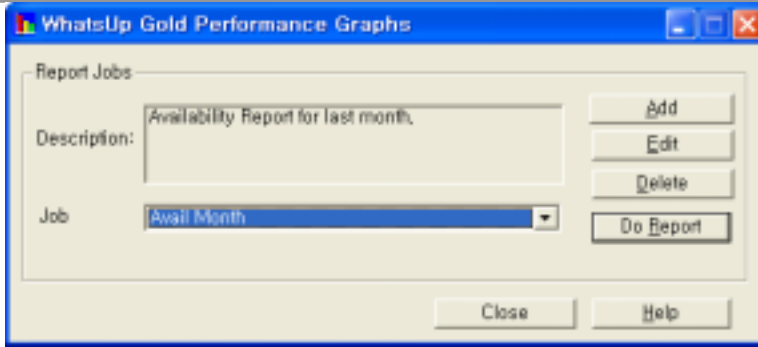 WhatsUp Gold Performance Graphs
Report Jobs
Description:
Availability Report for last month.
Job
Avail Month
Add
Edit
Delete
Do Report
Close
Help